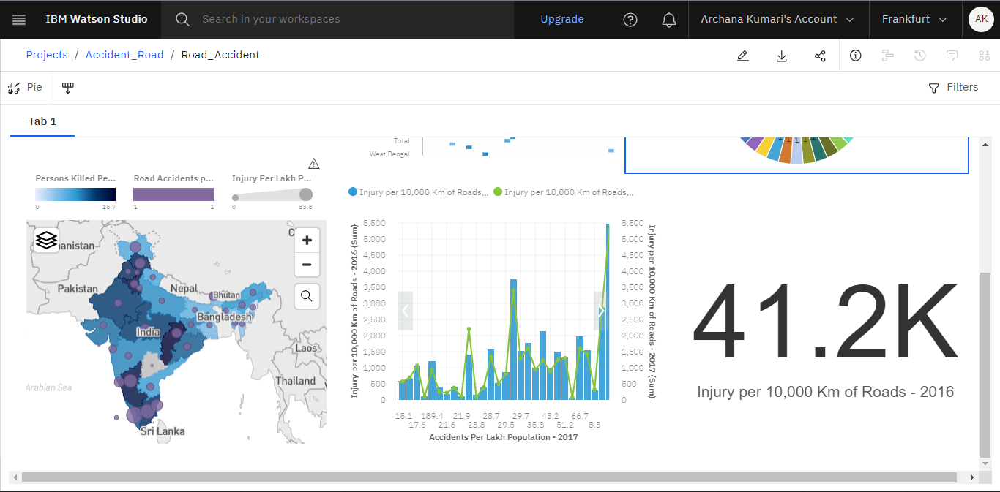 IBM Watson Studio
Search in your workspaces
Upgrade
Archana Kumari's Account
Frankfurt
AK
Projects / Accident_Road / Road_Accident
Pie
Filters
Tab 1
Total
West Bengal
Persons Killed Pe...
0 18.7
Road Accidents p...
1 1
Injury Per Lakh P...
0 83.8
anistan
Pakistan
Nepal
Bhutan
Bangladesh
India
Laos
Thailand
Arabian Sea
Sri Lanka
C
Injury per 10,000 Km of Roads... Injury per 10,000 Km of Roads...
Injury per 10,000 Km of Roads - 2016 (Sum)
5,500
5,000
4,500
4,000
3,500
3,000
2,500
2,000
1,500
1,000
500
0
5,500
5,000
4,500
4,000
3,500
3,000
2,500
2,000
1,500
1,000
500
0
Injury per 10,000 Km of Roads - 2017 (Sum)
15.1 189.4 21.9 28.7 29.7 43.2 66.7
17.6 21.6 23.8 29.5 35.8 51.2 8.3
Accidents Per Lakh Population - 2017
41.2K
Injury per 10,000 Km of Roads - 2016